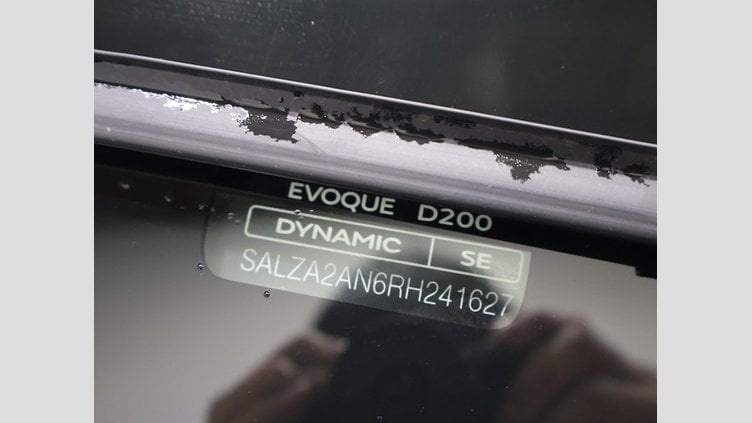 EVOQUE D200
DYNAMIC SE
SALZA2AN6RH241627